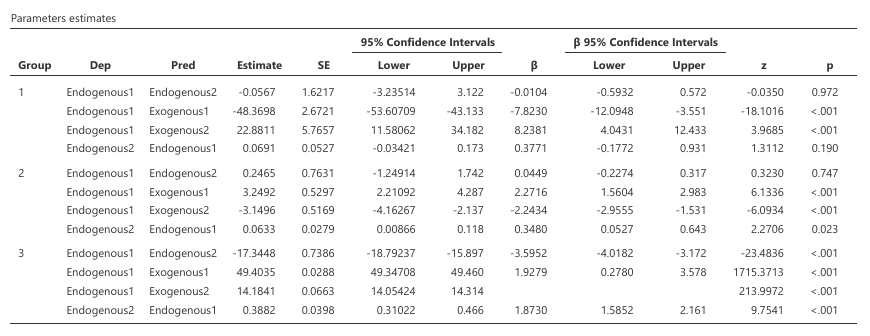 Parameters estimates
95% Confidence Intervals β 95% Confidence Intervals
Group Dep Pred Estimate SE Lower Upper β Lower Upper z p
1 Endogenous1 Endogenous2 -0.0567 1.6217 -3.23514 3.122 -0.0104 -0.5932 0.572 -0.0350 0.972
Endogenous1 Exogenous1 -48.3698 2.6721 -53.60709 -43.133 -7.8230 -12.0948 -3.551 -18.1016 <.001
Endogenous1 Exogenous2 22.8811 5.7657 11.58062 34.182 8.2381 4.0431 12.433 3.9685 <.001
Endogenous2 Endogenous1 0.0691 0.0527 -0.03421 0.173 0.3771 -0.1772 0.931 1.3112 0.190
2 Endogenous1 Endogenous2 0.2465 0.7631 -1.24914 1.742 0.0449 -0.2274 0.317 0.3230 0.747
Endogenous1 Exogenous1 3.2492 0.5297 2.21092 4.287 2.2716 1.5604 2.983 6.1336 <.001
Endogenous1 Exogenous2 -3.1496 0.5169 -4.16267 -2.137 -2.2434 -2.9555 -1.531 -6.0934 <.001
Endogenous2 Endogenous1 0.0633 0.0279 0.00866 0.118 0.3480 0.0527 0.643 2.2706 0.023
3 Endogenous1 Endogenous2 -17.3448 0.7386 -18.79237 -15.897 -3.5952 -4.0182 -3.172 -23.4836 <.001
Endogenous1 Exogenous1 49.4035 0.0288 49.34708 49.460 1.9279 0.2780 3.578 1715.3713 <.001
Endogenous1 Exogenous2 14.1841 0.0663 14.05424 14.314 213.9972 <.001
Endogenous2 Endogenous1 0.3882 0.0398 0.31022 0.466 1.8730 1.5852 2.161 9.7541 <.001